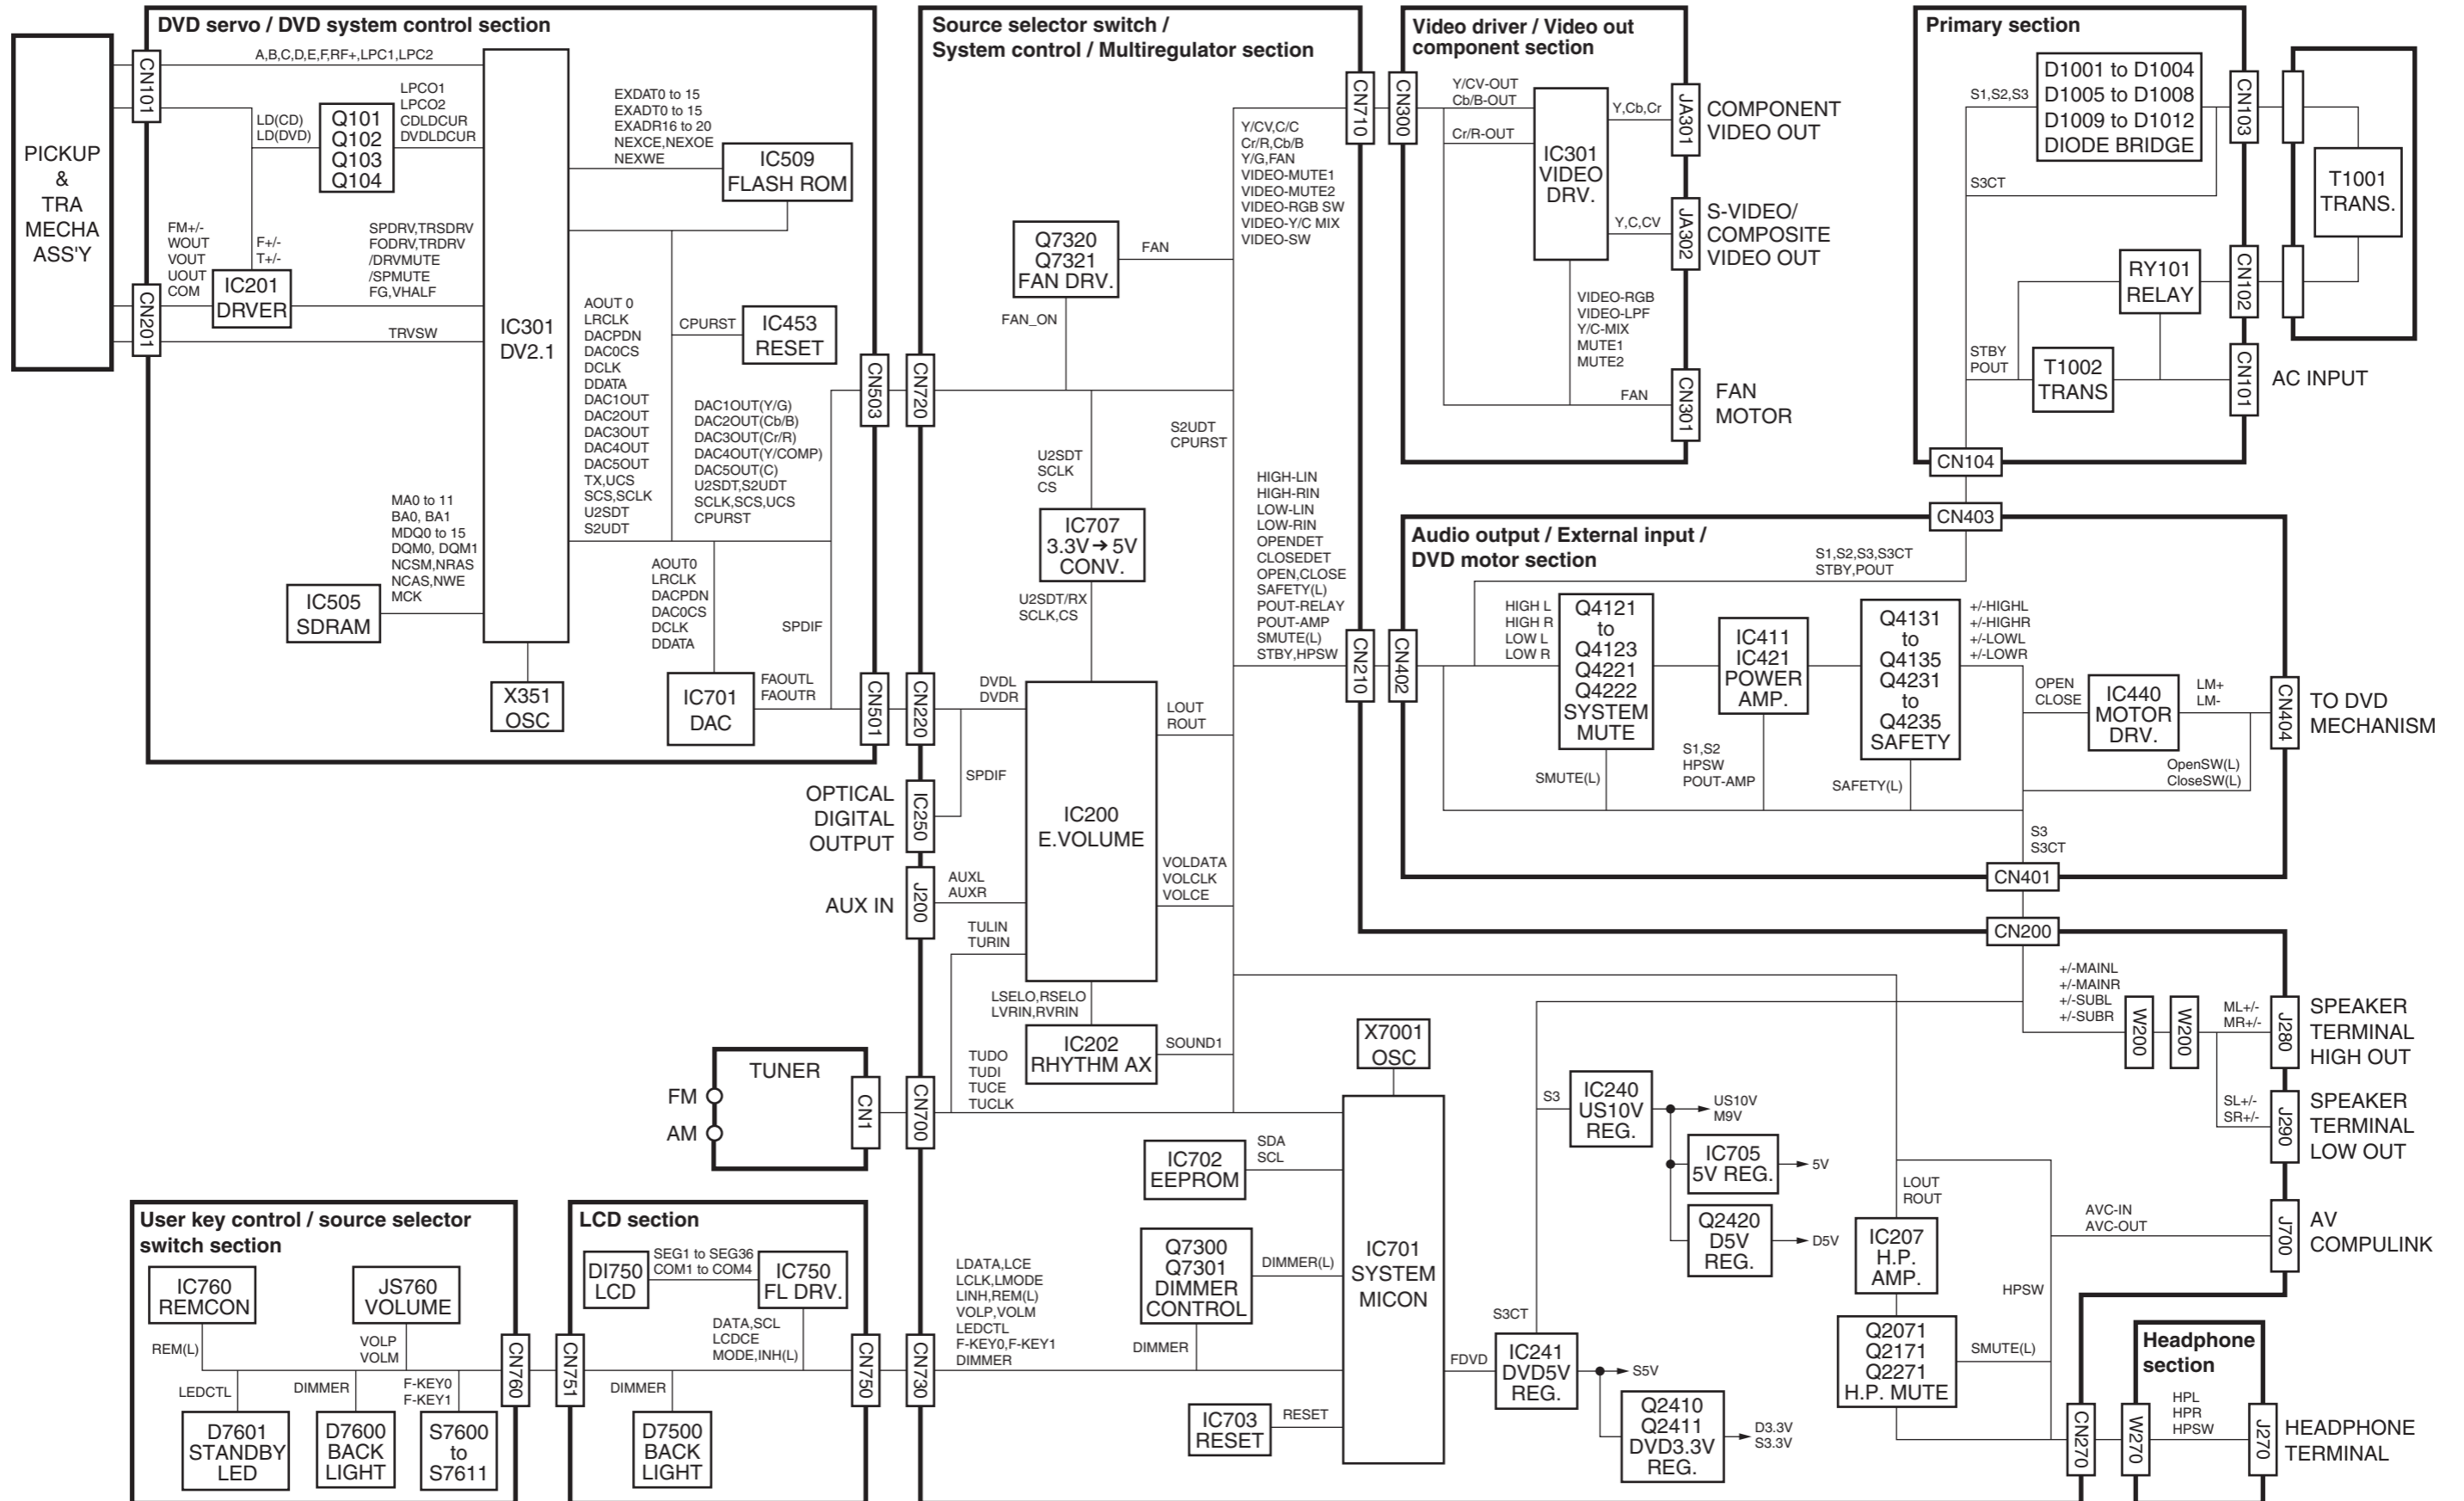 DVD servo / DVD system control section
PICKUP
&
TRA
MECHA
ASS'Y
CN101
CN201
A,B,C,D,E,F,RF+,LPC1,LPC2
LD(CD)
LD(DVD)
Q101
Q102
Q103
Q104
LPCO1
LPCO2
CDLDCUR
DVDLDCUR
FM+/-
WOUT
VOUT
UOUT
COM
F+/-
T+/-
IC201
DRVER
SPDRV,TRSDRV
FODRV,TRDRV
/DRVMUTE
/SPMUTE
FG,VHALF
TRVSW
IC301
DV2.1
EXDAT0 to 15
EXADT0 to 15
EXADR16 to 20
NEXCE,NEXOE
NEXWE
IC509
FLASH ROM
CPURST
IC453
RESET
AOUT 0
LRCLK
DACPDN
DAC0CS
DCLK
DDATA
DAC1OUT
DAC2OUT
DAC3OUT
DAC4OUT
DAC5OUT
TX,UCS
SCS,SCLK
U2SDT
S2UDT
DAC1OUT(Y/G)
DAC2OUT(Cb/B)
DAC3OUT(Cr/R)
DAC4OUT(Y/COMP)
DAC5OUT(C)
U2SDT,S2UDT
SCLK,SCS,UCS
CPURST
MA0 to 11
BA0, BA1
MDQ0 to 15
DQM0, DQM1
NCSM,NRAS
NCAS,NWE
MCK
IC505
SDRAM
X351
OSC
AOUT0
LRCLK
DACPDN
DAC0CS
DCLK
DDATA
SPDIF
IC701
DAC
FAOUTL
FAOUTR
CN503
CN501
Source selector switch /
System control / Multiregulator section
CN720
CN220
IC250
J200
CN700
CN730
CN710
CN210
Q7320
Q7321
FAN DRV.
FAN
FAN_ON
Y/CV,C/C
Cr/R,Cb/B
Y/G,FAN
VIDEO-MUTE1
VIDEO-MUTE2
VIDEO-RGB SW
VIDEO-Y/C MIX
VIDEO-SW
U2SDT
SCLK
CS
S2UDT
CPURST
IC707
3.3V➔5V
CONV.
U2SDT/RX
SCLK,CS
HIGH-LIN
HIGH-RIN
LOW-LIN
LOW-RIN
OPENDET
CLOSEDET
OPEN,CLOSE
SAFETY(L)
POUT-RELAY
POUT-AMP
SMUTE(L)
STBY,HPSW
DVDL
DVDR
SPDIF
OPTICAL
DIGITAL
OUTPUT
AUX IN
AUXL
AUXR
TULIN
TURIN
IC200
E.VOLUME
LOUT
ROUT
VOLDATA
VOLCLK
VOLCE
LSELO,RSELO
LVRIN,RVRIN
IC202
RHYTHM AX
SOUND1
TUDO
TUDI
TUCE
TUCLK
TUNER
FM
AM
CN1
X7001
OSC
IC702
EEPROM
SDA
SCL
Q7300
Q7301
DIMMER
CONTROL
DIMMER(L)
DIMMER
IC703
RESET
RESET
IC701
SYSTEM
MICON
LDATA,LCE
LCLK,LMODE
LINH,REM(L)
VOLP,VOLM
LEDCTL
F-KEY0,F-KEY1
DIMMER
FDVD
S3CT
IC241
DVD5V
REG.
S5V
Q2410
Q2411
DVD3.3V
REG.
D3.3V
S3.3V
S3
IC240
US10V
REG.
US10V
M9V
IC705
5V REG.
5V
Q2420
D5V
REG.
D5V
LOUT
ROUT
IC207
H.P.
AMP.
Q2071
Q2171
Q2271
H.P. MUTE
SMUTE(L)
HPSW
AVC-IN
AVC-OUT
J700
AV
COMPULINK
CN200
+/-MAINL
+/-MAINR
+/-SUBL
+/-SUBR
W200
W200
ML+/-
MR+/-
J280
SPEAKER
TERMINAL
HIGH OUT
SL+/-
SR+/-
J290
SPEAKER
TERMINAL
LOW OUT
CN270
Headphone
section
W270
HPL
HPR
HPSW
J270
HEADPHONE
TERMINAL
Video driver / Video out
component section
CN300
Y/CV-OUT
Cb/B-OUT
Cr/R-OUT
IC301
VIDEO
DRV.
Y,Cb,Cr
JA301
COMPONENT
VIDEO OUT
Y,C,CV
JA302
S-VIDEO/
COMPOSITE
VIDEO OUT
VIDEO-RGB
VIDEO-LPF
Y/C-MIX
MUTE1
MUTE2
FAN
CN301
FAN
MOTOR
Primary section
S1,S2,S3
D1001 to D1004
D1005 to D1008
D1009 to D1012
DIODE BRIDGE
S3CT
CN103
T1001
TRANS.
RY101
RELAY
CN102
STBY
POUT
T1002
TRANS
CN101
AC INPUT
CN104
CN403
Audio output / External input /
DVD motor section
S1,S2,S3,S3CT
STBY,POUT
CN402
HIGH L
HIGH R
LOW L
LOW R
Q4121
to
Q4123
Q4221
Q4222
SYSTEM
MUTE
SMUTE(L)
IC411
IC421
POWER
AMP.
S1,S2
HPSW
POUT-AMP
Q4131
to
Q4135
Q4231
to
Q4235
SAFETY
SAFETY(L)
+/-HIGHL
+/-HIGHR
+/-LOWL
+/-LOWR
OPEN
CLOSE
IC440
MOTOR
DRV.
LM+
LM-
CN404
TO DVD
MECHANISM
OpenSW(L)
CloseSW(L)
S3
S3CT
CN401
User key control / source selector
switch section
IC760
REMCON
JS760
VOLUME
REM(L)
VOLP
VOLM
LEDCTL
DIMMER
F-KEY0
F-KEY1
D7601
STANDBY
LED
D7600
BACK
LIGHT
S7600
to
S7611
CN760
LCD section
CN751
DI750
LCD
SEG1 to SEG36
COM1 to COM4
IC750
FL DRV.
DATA,SCL
LCDCE
MODE,INH(L)
DIMMER
D7500
BACK
LIGHT
CN750